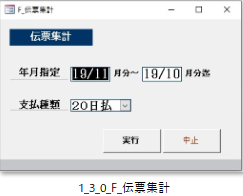 F_伝票集計
伝票集計
年月指定 19/11 月分～ 19/10 月分迄
支払種類 20日払
実行 中止
1_3_0_F_伝票集計